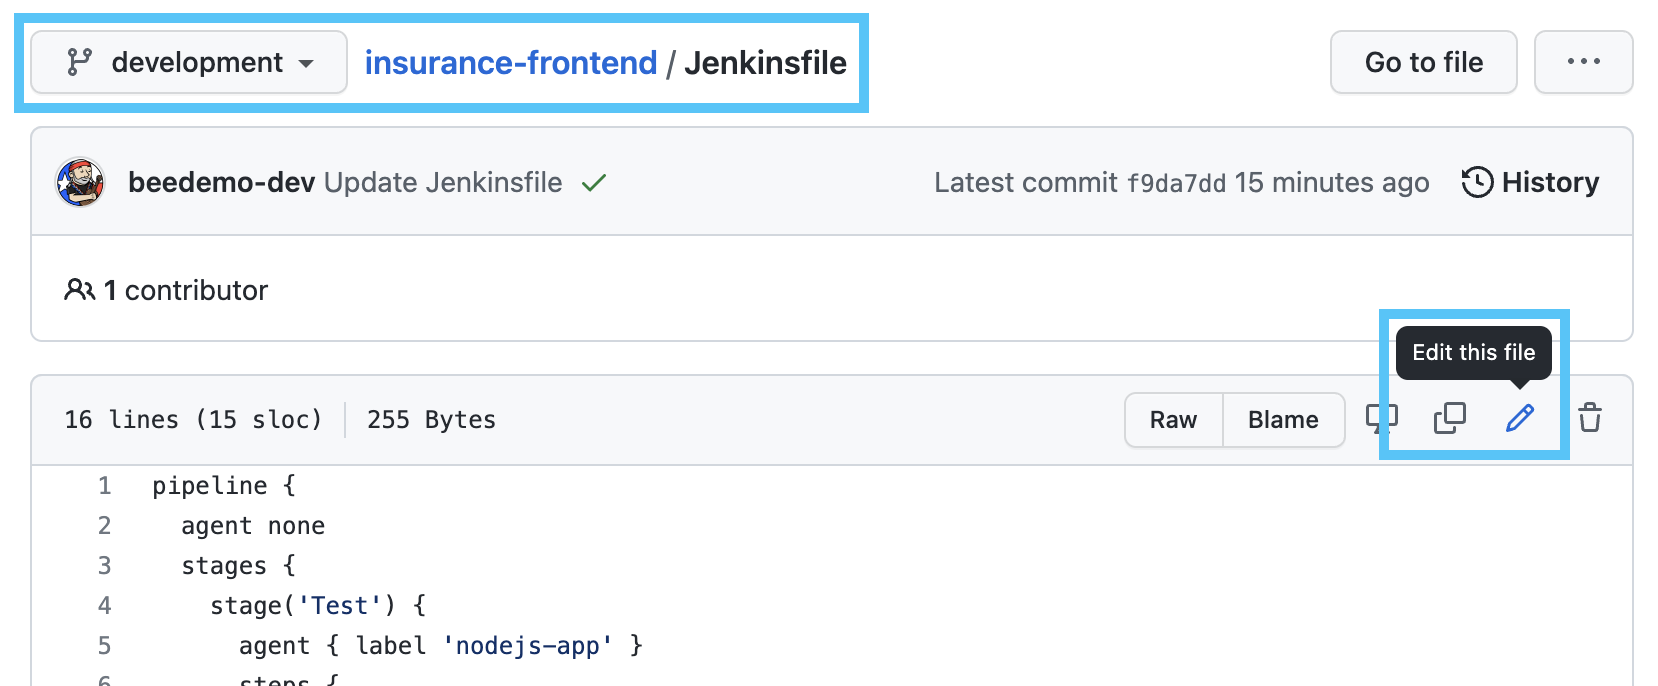 development insurance-frontend / Jenkinsfile Go to file ...
beedemo-dev Update Jenkinsfile Latest commit f9da7dd 15 minutes ago History
1 contributor
Edit this file
16 lines (15 sloc) 255 Bytes Raw Blame
1 pipeline {
2 agent none
3 stages {
4 stage('Test') {
5 agent { label 'nodejs-app' }
6 steps {